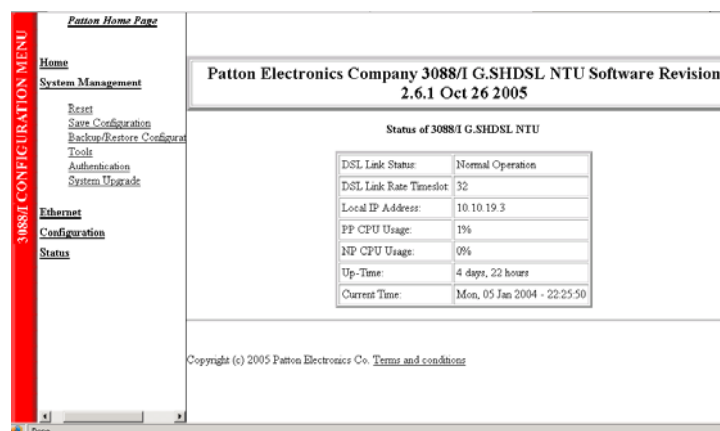 3088/I CONFIGURATION MENU
Patton Home Page
Home
System Management
Reset
Save Configuration
Backup/Restore Configurat
Tools
Authentication
System Upgrade
Ethernet
Configuration
Status
Patton Electronics Company 3088/I G.SHDSL NTU Software Revision
2.6.1 Oct 26 2005
Status of 3088/I G.SHDSL NTU
DSL Link Status: Normal Operation
DSL Link Rate Timeslot: 32
Local IP Address: 10.10.19.3
PP CPU Usage: 1%
NP CPU Usage: 0%
Up-Time: 4 days, 22 hours
Current Time: Mon, 05 Jan 2004 - 22:25:50
Copyright (c) 2005 Patton Electronics Co. Terms and conditions